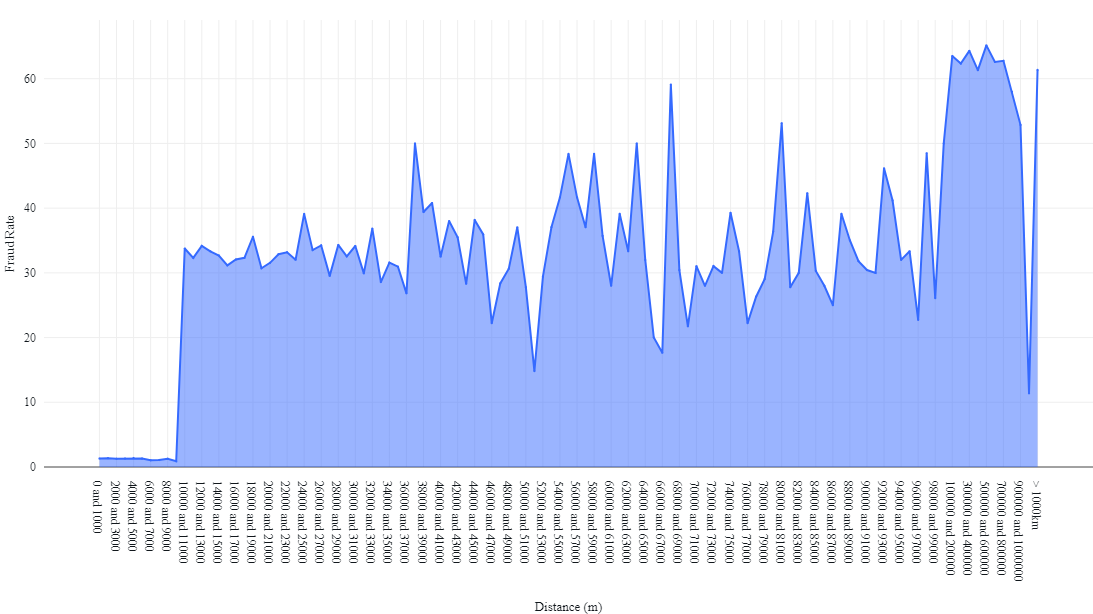 Fraud Rate
60
50
40
30
20
10
0
0 and 1000
2000 and 3000
4000 and 5000
6000 and 7000
8000 and 9000
10000 and 11000
12000 and 13000
14000 and 15000
16000 and 17000
18000 and 19000
20000 and 21000
22000 and 23000
24000 and 25000
26000 and 27000
28000 and 29000
30000 and 31000
32000 and 33000
34000 and 35000
36000 and 37000
38000 and 39000
40000 and 41000
42000 and 43000
44000 and 45000
46000 and 47000
48000 and 49000
50000 and 51000
52000 and 53000
54000 and 55000
56000 and 57000
58000 and 59000
60000 and 61000
62000 and 63000
64000 and 65000
66000 and 67000
68000 and 69000
70000 and 71000
72000 and 73000
74000 and 75000
76000 and 77000
78000 and 79000
80000 and 81000
82000 and 83000
84000 and 85000
86000 and 87000
88000 and 89000
90000 and 91000
92000 and 93000
94000 and 95000
96000 and 97000
98000 and 99000
100000 and 200000
300000 and 400000
500000 and 600000
700000 and 800000
900000 and 1000000
> 1000km
Distance (m)